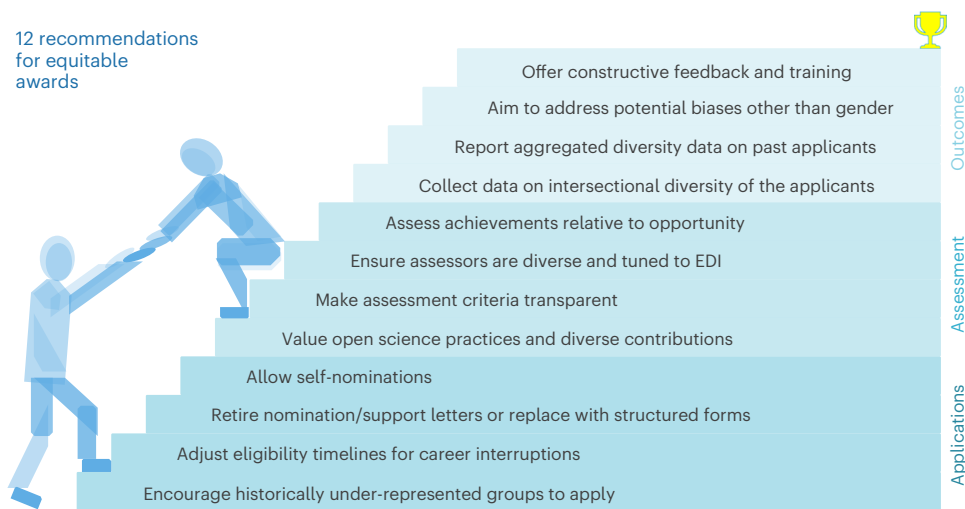 12 recommendations
for equitable
awards
Offer constructive feedback and training
Aim to address potential biases other than gender
Report aggregated diversity data on past applicants
Collect data on intersectional diversity of the applicants
Outcomes
Assess achievements relative to opportunity
Ensure assessors are diverse and tuned to EDI
Make assessment criteria transparent
Value open science practices and diverse contributions
Assessment
Allow self-nominations
Retire nomination/support letters or replace with structured forms
Adjust eligibility timelines for career interruptions
Encourage historically under-represented groups to apply
Applications